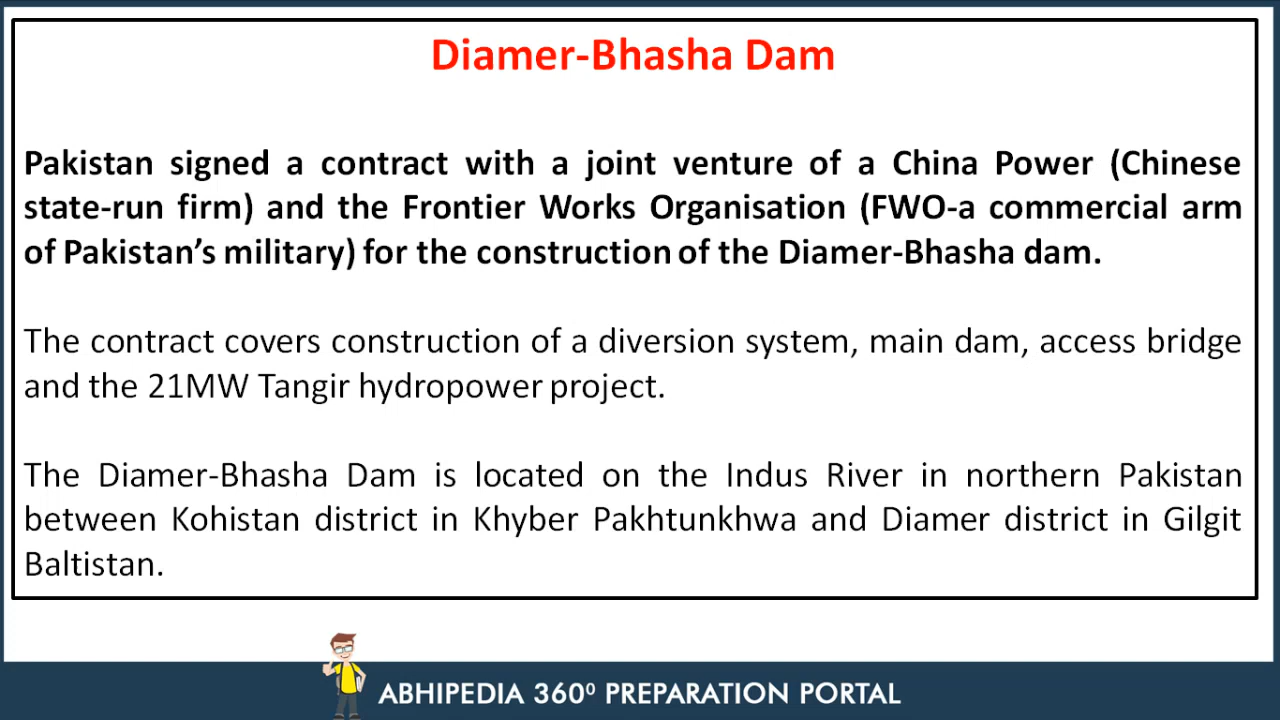 Diamer-Bhasha Dam
Pakistan signed a contract with a joint venture of a China Power (Chinese
state-run firm) and the Frontier Works Organisation (FWO-a commercial arm
of Pakistan’s military) for the construction of the Diamer-Bhasha dam.
The contract covers construction of a diversion system, main dam, access bridge
and the 21MW Tangir hydropower project.
The Diamer-Bhasha Dam is located on the Indus River in northern Pakistan
between Kohistan district in Khyber Pakhtunkhwa and Diamer district in Gilgit
Baltistan.
ABHIPEDIA 360⁰ PREPARATION PORTAL